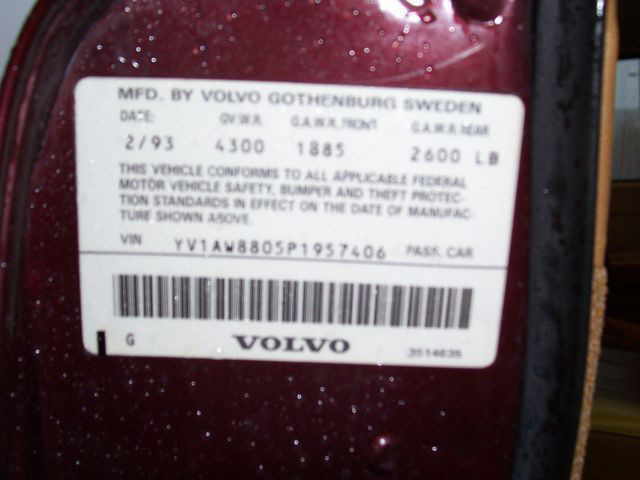 MFD. BY VOLVO GOTHENBURG SWEDEN
DATE: G.V.W.R. G.A.W.R. FRONT G.A.W.R. REAR
2/93 4300 1885 2600 LB
THIS VEHICLE CONFORMS TO ALL APPLICABLE FEDERAL
MOTOR VEHICLE SAFETY, BUMPER AND THEFT PROTEC-
TION STANDARDS IN EFFECT ON THE DATE OF MANUFAC-
TURE SHOWN ABOVE.
VIN YV1AW8805P1957406 PASS. CAR
G VOLVO 3514635